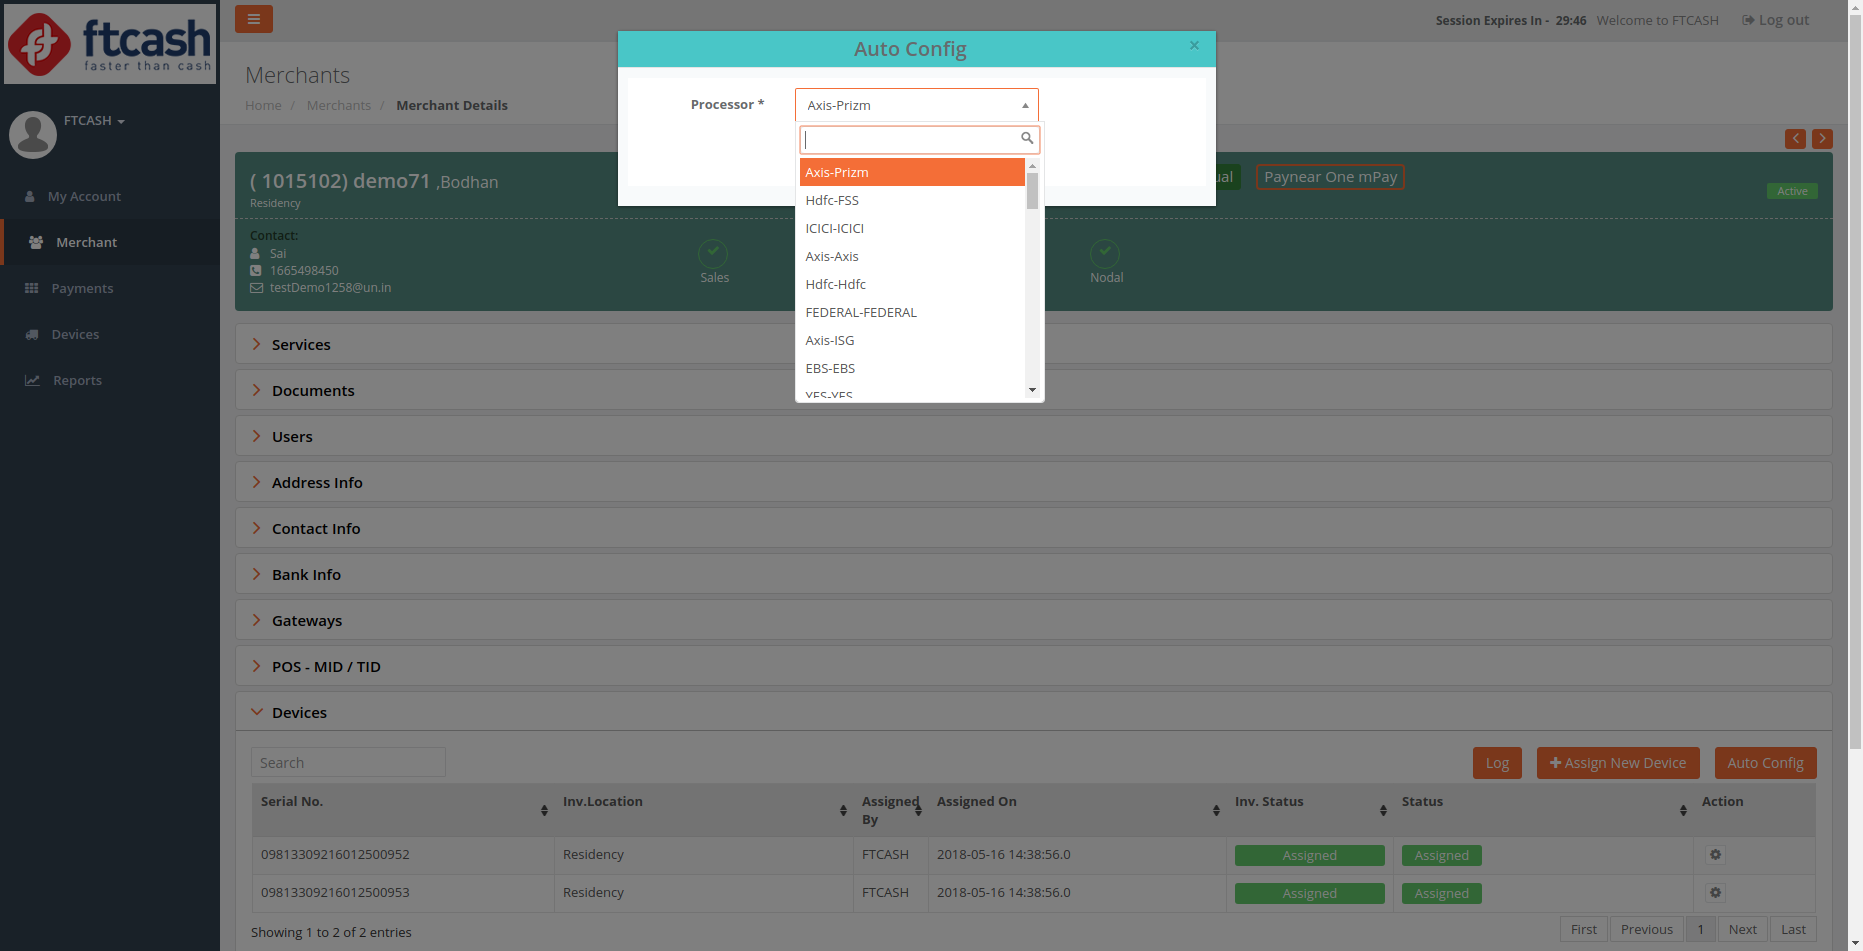 ftcash
faster than cash
Session Expires In - 29:46 Welcome to FTCASH Log out
Auto Config ×
Merchants
Home / Merchants / Merchant Details
Processor * Axis-Prizm
FTCASH
My Account
Merchant
Payments
Devices
Reports
( 1015102) demo71 ,Bodhan
Residency
Paynear One mPay
Active
Contact:
Sai
1665498450
testDemo1258@un.in
Sales
Nodal
Axis-Prizm
Hdfc-FSS
ICICI-ICICI
Axis-Axis
Hdfc-Hdfc
FEDERAL-FEDERAL
Axis-ISG
EBS-EBS
YES-YES
Services
Documents
Users
Address Info
Contact Info
Bank Info
Gateways
POS - MID / TID
Devices
Search
Log Assign New Device Auto Config
Serial No. Inv.Location Assigned By Assigned On Inv. Status Status Action
09813309216012500952 Residency FTCASH 2018-05-16 14:38:56.0 Assigned Assigned
09813309216012500953 Residency FTCASH 2018-05-16 14:38:56.0 Assigned Assigned
Showing 1 to 2 of 2 entries
First Previous 1 Next Last